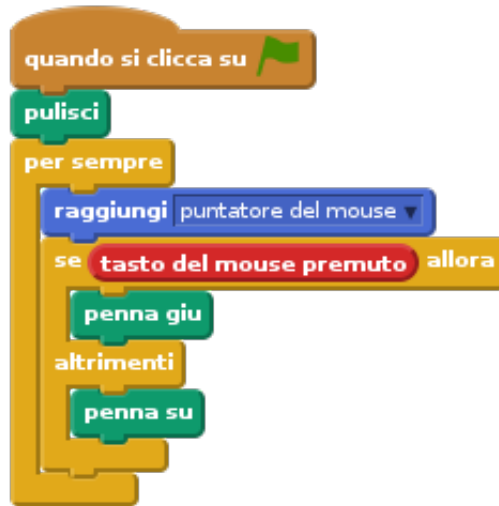 quando si clicca su
pulisci
per sempre
raggiungi puntatore del mouse
se tasto del mouse premuto allora
penna giu
altrimenti
penna su